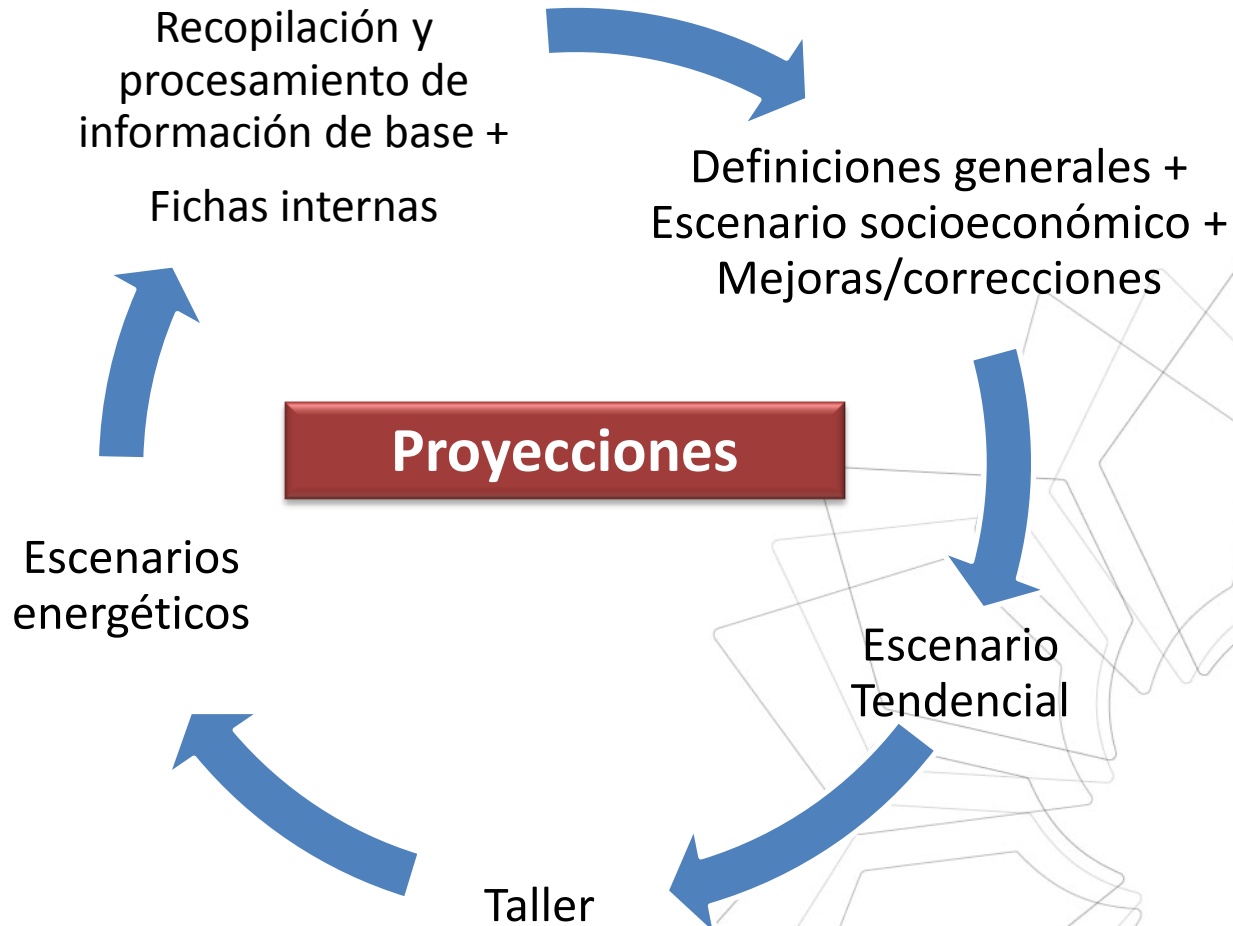 Recopilación y
procesamiento de
información de base +
Fichas internas
Definiciones generales +
Escenario socioeconómico +
Mejoras/correcciones
Proyecciones
Escenarios
energéticos
Escenario
Tendencial
Taller